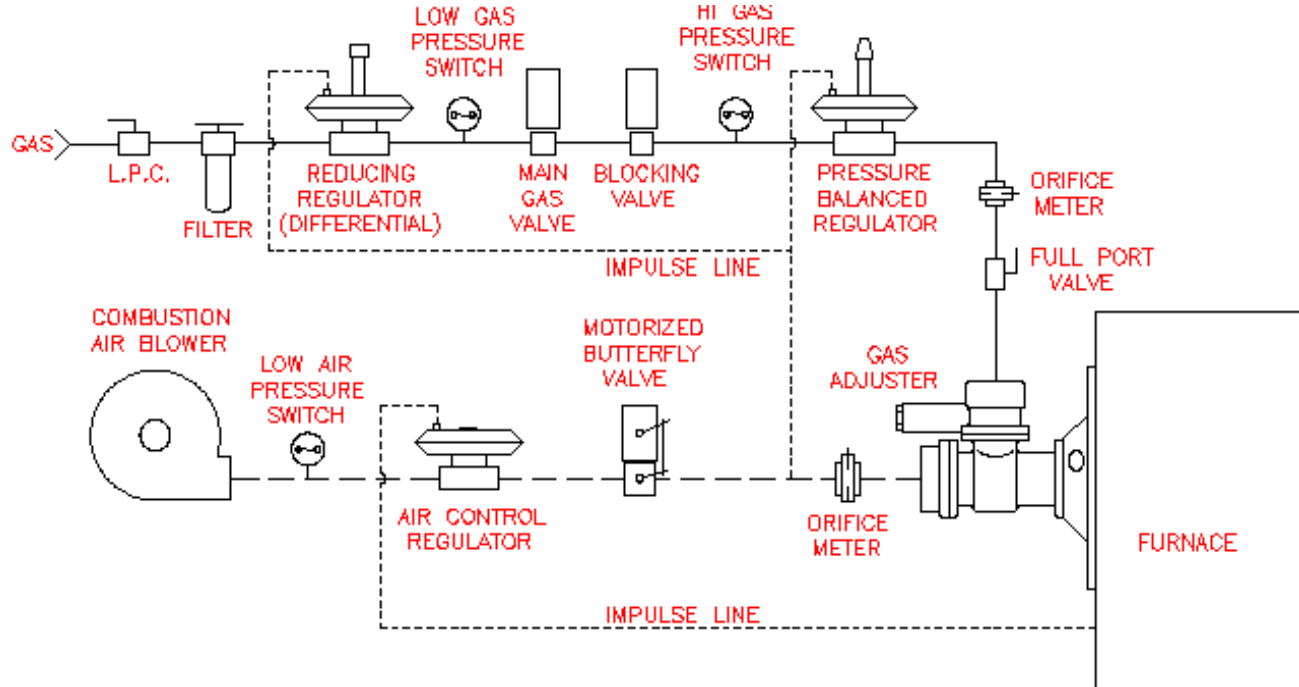 LOW GAS
PRESSURE
SWITCH
HI GAS
PRESSURE
SWITCH
GAS
L.P.C.
FILTER
REDUCING
REGULATOR
(DIFFERENTIAL)
MAIN
GAS
VALVE
BLOCKING
VALVE
PRESSURE
BALANCED
REGULATOR
ORIFICE
METER
IMPULSE LINE
FULL PORT
VALVE
COMBUSTION
AIR BLOWER
LOW AIR
PRESSURE
SWITCH
MOTORIZED
BUTTERFLY
VALVE
GAS
ADJUSTER
AIR CONTROL
REGULATOR
ORIFICE
METER
FURNACE
IMPULSE LINE